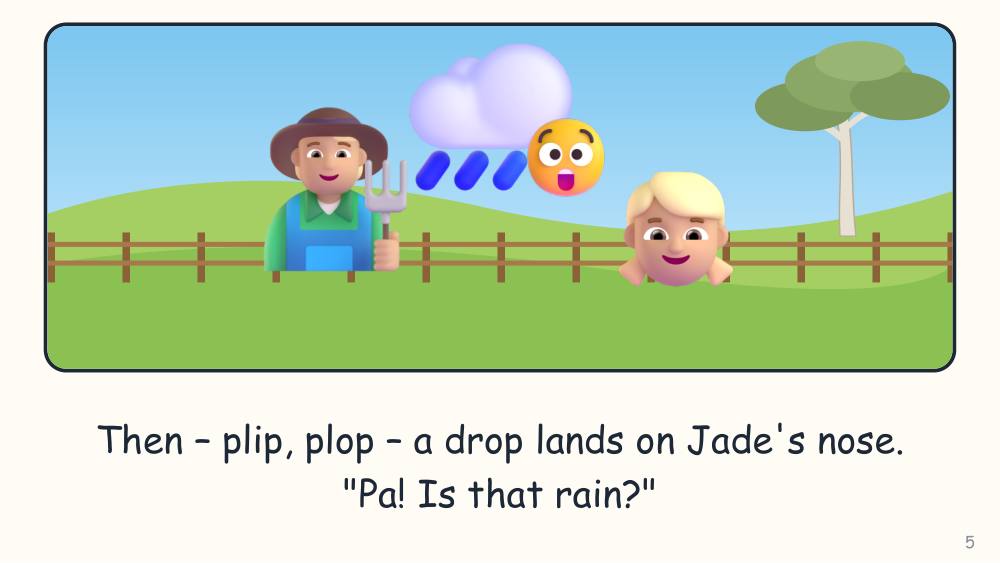 Then – plip, plop – a drop lands on Jade's nose.
"Pa! Is that rain?"
5